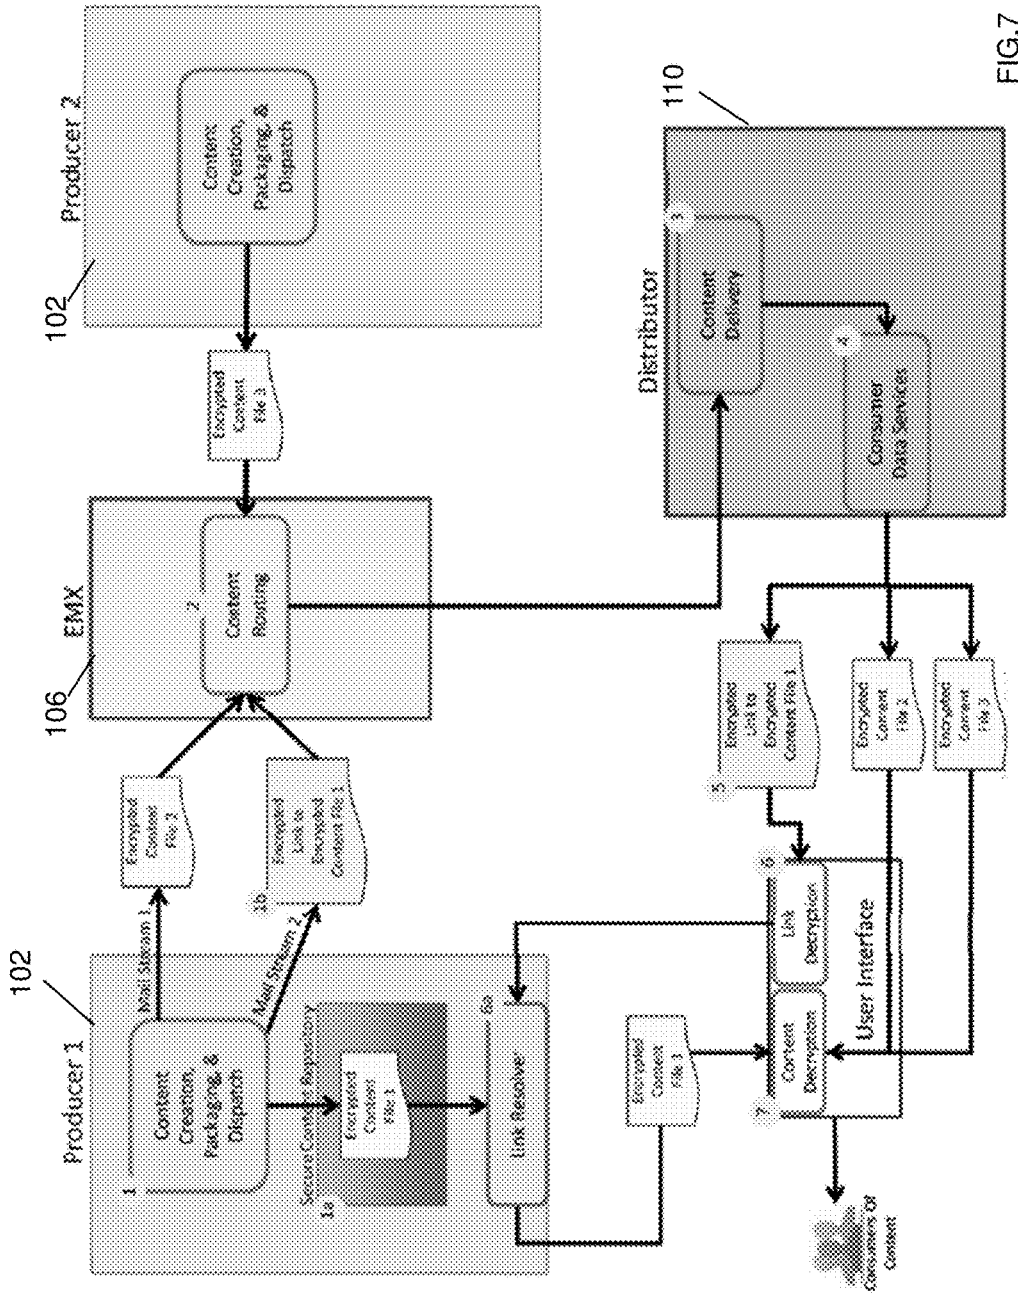 102
Producer 1
1
Content
Creation,
Packaging, &
Dispatch
Mail Stream 1
Mail Stream 2
Secure Content Repository
1a
Encrypted
Content
File 1
6a
Link Resolve
Encrypted
Content
File 2
1b
Encrypted
Link to
Encrypted
Content File 1
106
EMX
2
Content
Routing
Encrypted
Content
File 3
102
Producer 2
Content
Creation,
Packaging, &
Dispatch
110
Distributor
3
Content
Delivery
4
Consumer
Data Services
5
Encrypted
Link to
Encrypted
Content File 1
Encrypted
Content
File 2
Encrypted
Content
File 3
6
Link
Decryption
7
Content
Decryption
User Interface
Encrypted
Content
File 1
Consumers Of
Content
FIG.7